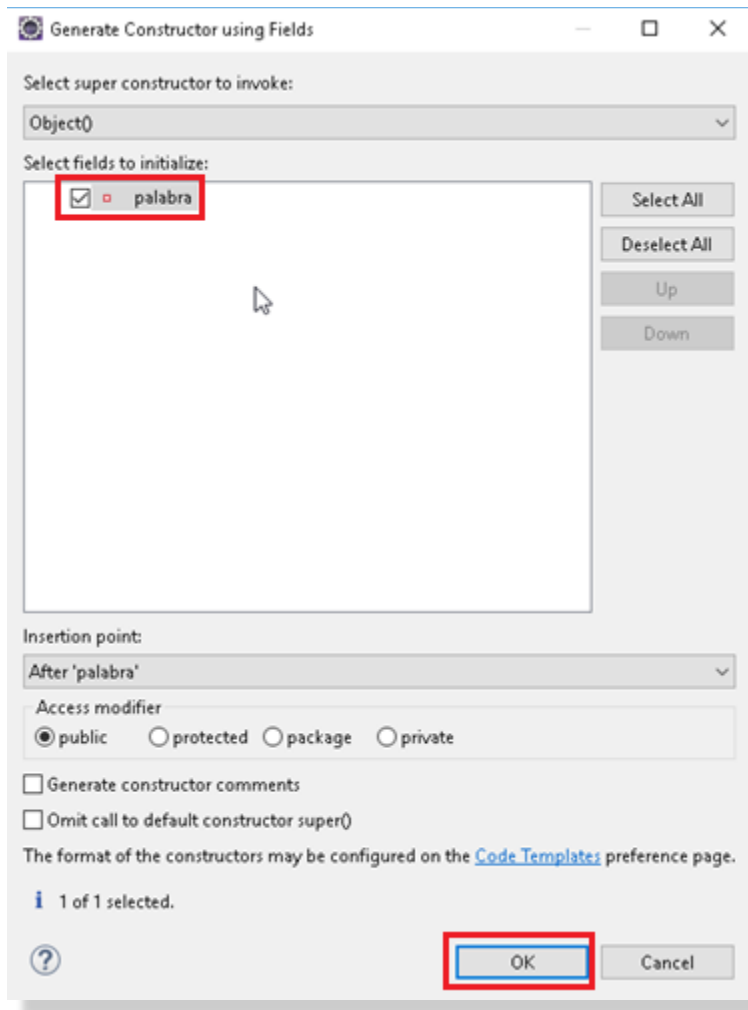 Generate Constructor using Fields
Select super constructor to invoke:
Object()
Select fields to initialize:
palabra
Select All
Deselect All
Up
Down
Insertion point:
After 'palabra'
Access modifier
public protected package private
Generate constructor comments
Omit call to default constructor super()
The format of the constructors may be configured on the Code Templates preference page.
i 1 of 1 selected.
? OK Cancel